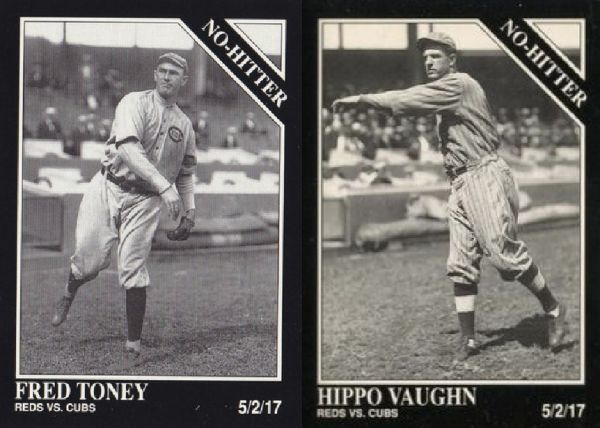 NO-HITTER
FRED TONEY
REDS VS. CUBS
5/2/17
NO-HITTER
HIPPO VAUGHN
REDS VS. CUBS
5/2/17